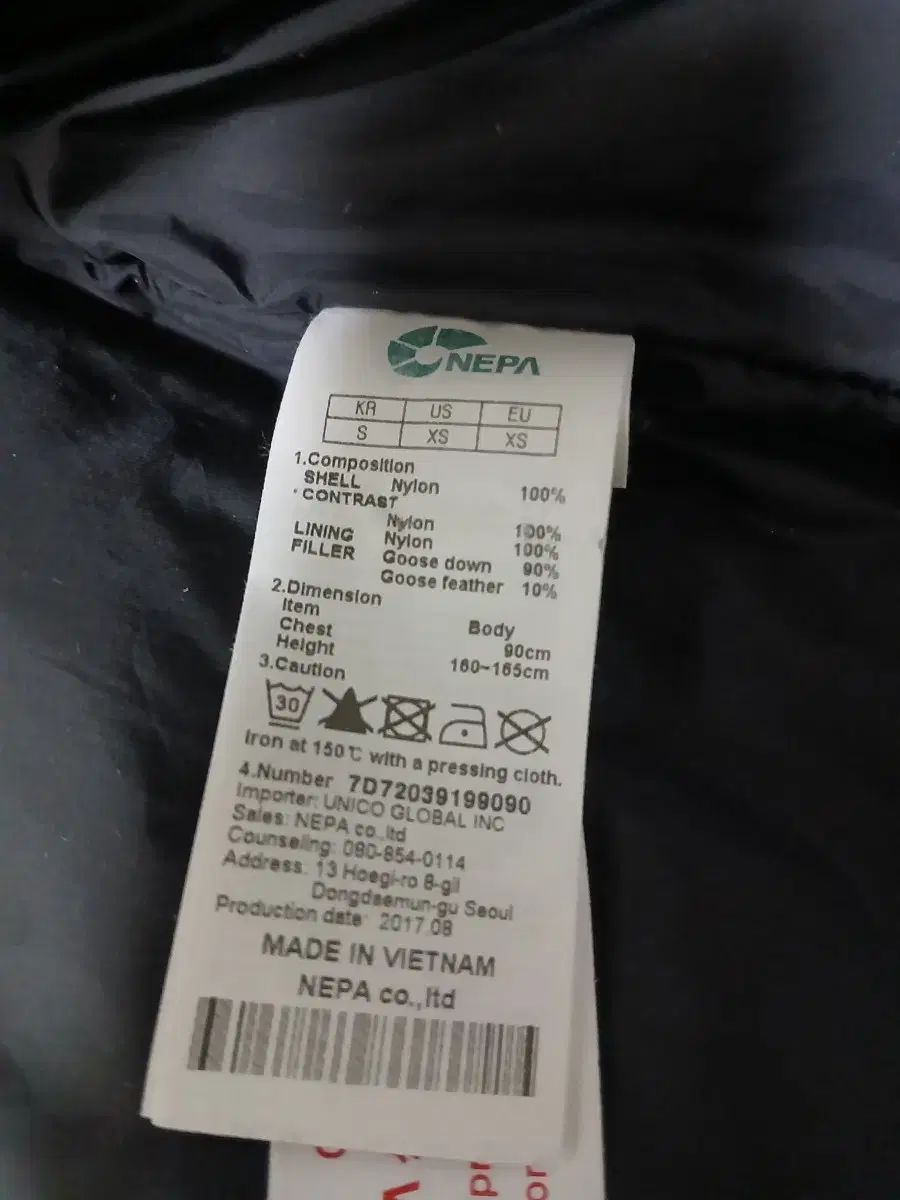 NEPA
KR US EU
S XS XS
1.Composition
SHELL Nylon 100%
· CONTRAST
Nylon 100%
LINING Nylon 100%
FILLER Goose down 90%
Goose feather 10%
2.Dimension
Item Body
Chest 90cm
Height 160~165cm
3.Caution
30
Iron at 150℃ with a pressing cloth.
4.Number 7D72039199090
Importer: UNICO GLOBAL INC
Sales: NEPA co.,ltd
Counseling: 080-854-0114
Address: 13 Hoegi-ro 8-gil
Dongdaemun-gu Seoul
Production date: 2017.08
MADE IN VIETNAM
NEPA co.,ltd